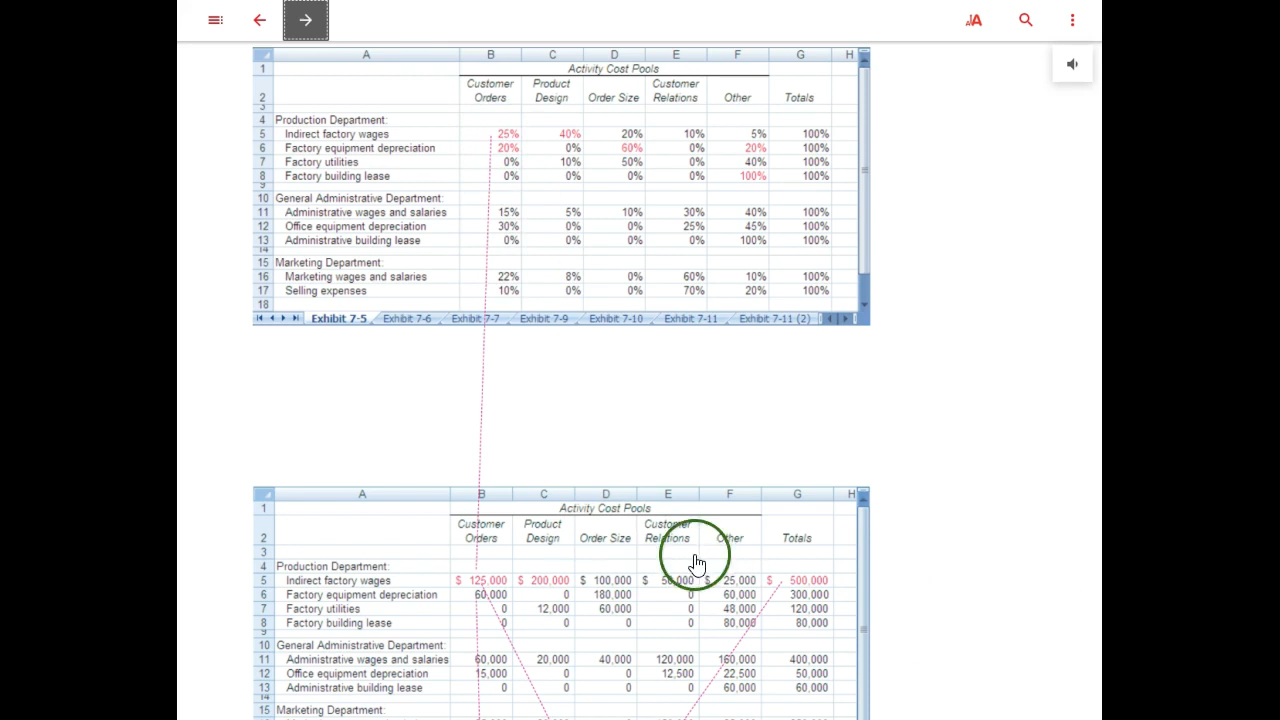 A
A B C D E F G H
1 Activity Cost Pools
Customer Product Customer
2 Orders Design Order Size Relations Other Totals
3
4 Production Department:
5 Indirect factory wages 25% 40% 20% 10% 5% 100%
6 Factory equipment depreciation 20% 0% 60% 0% 20% 100%
7 Factory utilities 0% 10% 50% 0% 40% 100%
8 Factory building lease 0% 0% 0% 0% 100% 100%
9
10 General Administrative Department:
11 Administrative wages and salaries 15% 5% 10% 30% 40% 100%
12 Office equipment depreciation 30% 0% 0% 25% 45% 100%
13 Administrative building lease 0% 0% 0% 0% 100% 100%
14
15 Marketing Department:
16 Marketing wages and salaries 22% 8% 0% 60% 10% 100%
17 Selling expenses 10% 0% 0% 70% 20% 100%
18
Exhibit 7-5 Exhibit 7-6 Exhibit 7-7 Exhibit 7-9 Exhibit 7-10 Exhibit 7-11 Exhibit 7-11 (2)
A B C D E F G H
1 Activity Cost Pools
Customer Product Customer
2 Orders Design Order Size Relations Other Totals
3
4 Production Department:
5 Indirect factory wages $ 125,000 $ 200,000 $ 100,000 $ 50,000 $ 25,000 $ 500,000
6 Factory equipment depreciation 60,000 0 180,000 0 60,000 300,000
7 Factory utilities 0 12,000 60,000 0 48,000 120,000
8 Factory building lease 0 0 0 0 80,000 80,000
9
10 General Administrative Department:
11 Administrative wages and salaries 60,000 20,000 40,000 120,000 160,000 400,000
12 Office equipment depreciation 15,000 0 0 12,500 22,500 50,000
13 Administrative building lease 0 0 0 0 60,000 60,000
14
15 Marketing Department: